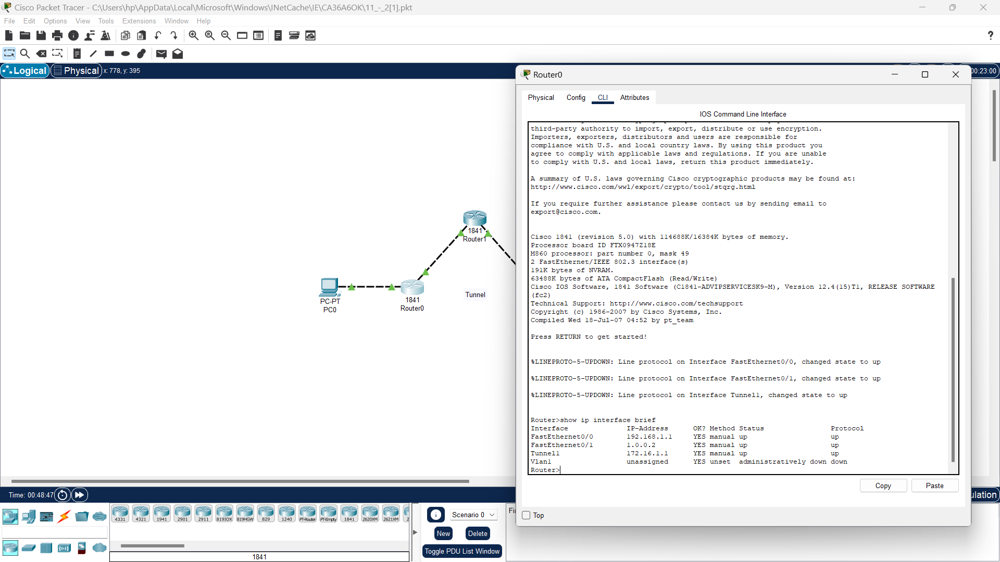 Cisco Packet Tracer - C:\Users\hp\AppData\Local\Microsoft\Windows\INetCache\IE\CA36A6OK\11_-_2[1].pkt
File Edit Options View Tools Extensions Window Help
Logical Physical x: 778, y: 395
00:23:00
1841
Router1
PC-PT
PC0
1841
Router0
Tunnel
Router0
Physical Config CLI Attributes
IOS Command Line Interface
third-party authority to import, export, distribute or use encryption.
Importers, exporters, distributors and users are responsible for
compliance with U.S. and local country laws. By using this product you
agree to comply with applicable laws and regulations. If you are unable
to comply with U.S. and local laws, return this product immediately.
A summary of U.S. laws governing Cisco cryptographic products may be found at:
http://www.cisco.com/wwl/export/crypto/tool/stqrg.html
If you require further assistance please contact us by sending email to
export@cisco.com.
Cisco 1841 (revision 5.0) with 114688K/16384K bytes of memory.
Processor board ID FTX0947Z18E
M860 processor: part number 0, mask 49
2 FastEthernet/IEEE 802.3 interface(s)
191K bytes of NVRAM.
63488K bytes of ATA CompactFlash (Read/Write)
Cisco IOS Software, 1841 Software (C1841-ADVIPSERVICESK9-M), Version 12.4(15)T1, RELEASE SOFTWARE
(fc2)
Technical Support: http://www.cisco.com/techsupport
Copyright (c) 1986-2007 by Cisco Systems, Inc.
Compiled Wed 18-Jul-07 04:52 by pt_team
Press RETURN to get started!
%LINEPROTO-5-UPDOWN: Line protocol on Interface FastEthernet0/0, changed state to up
%LINEPROTO-5-UPDOWN: Line protocol on Interface FastEthernet0/1, changed state to up
%LINEPROTO-5-UPDOWN: Line protocol on Interface Tunnel1, changed state to up
Router>show ip interface brief
Interface IP-Address OK? Method Status Protocol
FastEthernet0/0 192.168.1.1 YES manual up up
FastEthernet0/1 1.0.0.2 YES manual up up
Tunnel1 172.16.1.1 YES manual up up
Vlan1 unassigned YES unset administratively down down
Router>
Copy Paste
Top
Time: 00:48:47
ulation
4331 4321 1941 2901 2911 819IOX 819HGW 829 1240 PT-Router PT-Empty 1841 2620XM 2621XM 2
1841
Scenario 0
New Delete
Toggle PDU List Window
Fi